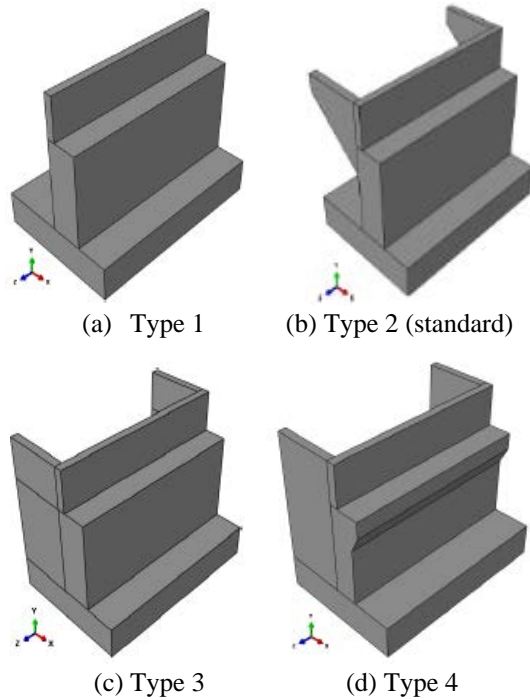 Y
Z X
(a) Type 1
Y
(b) Type 2 (standard)
Y
Z X
(c) Type 3
Y
(d) Type 4